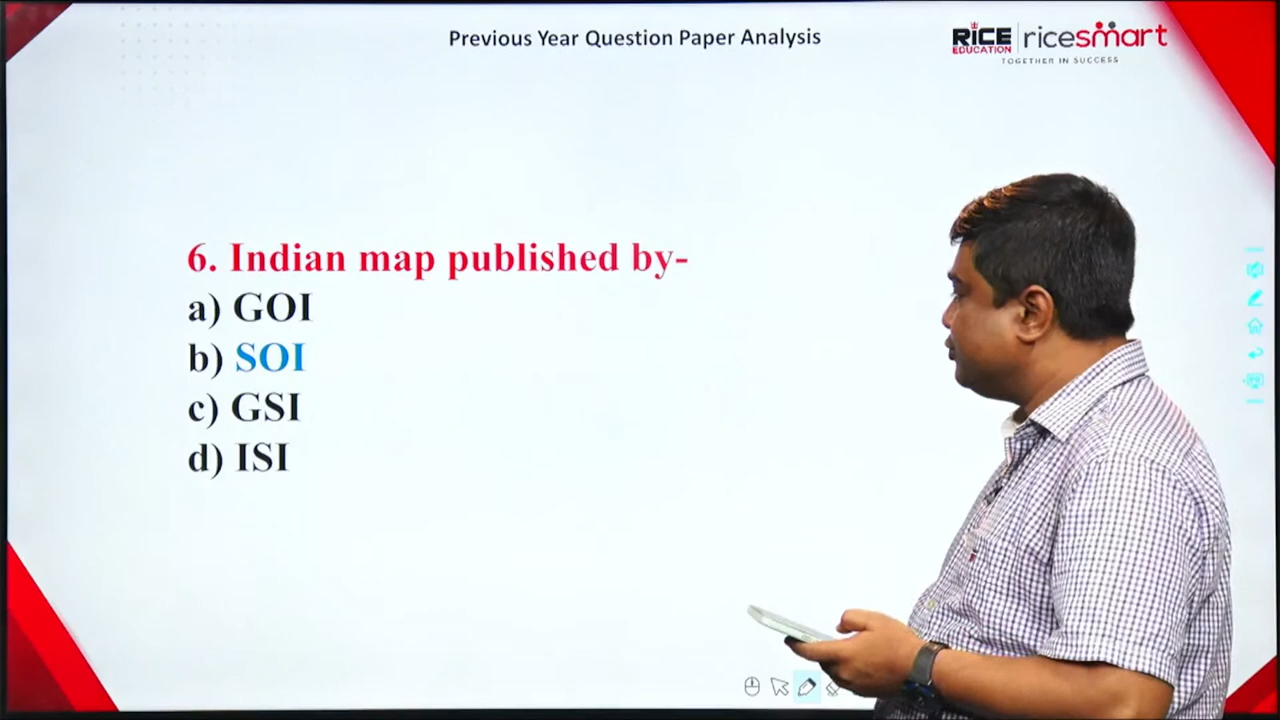 Previous Year Question Paper Analysis
RICE EDUCATION ricesmart
TOGETHER IN SUCCESS
6. Indian map published by-
a) GOI
b) SOI
c) GSI
d) ISI